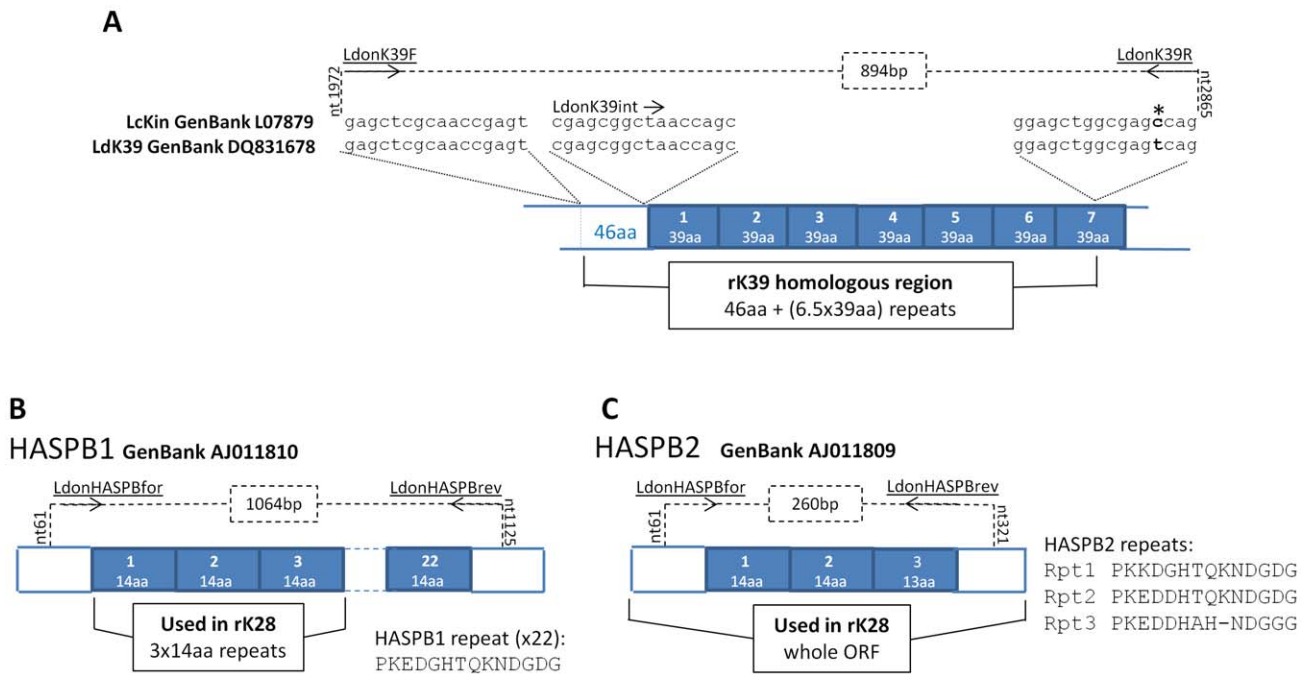 A
LdonK39F
894bp
LdonK39R
nt 1972
nt2865
LdonK39int
*
LcKin GenBank L07879 gagctcgcaaccgagt cgagcggctaaccagc ggagctggcgagccag
LdK39 GenBank DQ831678 gagctcgcaaccgagt cgagcggctaaccagc ggagctggcgagtcag
46aa
1 2 3 4 5 6 7
39aa 39aa 39aa 39aa 39aa 39aa 39aa
rK39 homologous region
46aa + (6.5x39aa) repeats
B
HASPB1 GenBank AJ011810
LdonHASPBfor
1064bp
LdonHASPBrev
nt61
nt1125
1 2 3 22
14aa 14aa 14aa 14aa
Used in rK28
3x14aa repeats
HASPB1 repeat (x22):
PKEDGHTQKNDGDG
C
HASPB2 GenBank AJ011809
LdonHASPBfor
260bp
LdonHASPBrev
nt61
nt321
1 2 3
14aa 14aa 13aa
Used in rK28
whole ORF
HASPB2 repeats:
Rpt1 PKKDGHTQKNDGDG
Rpt2 PKEDDHTQKNDGDG
Rpt3 PKEDDHAH-NDGGG